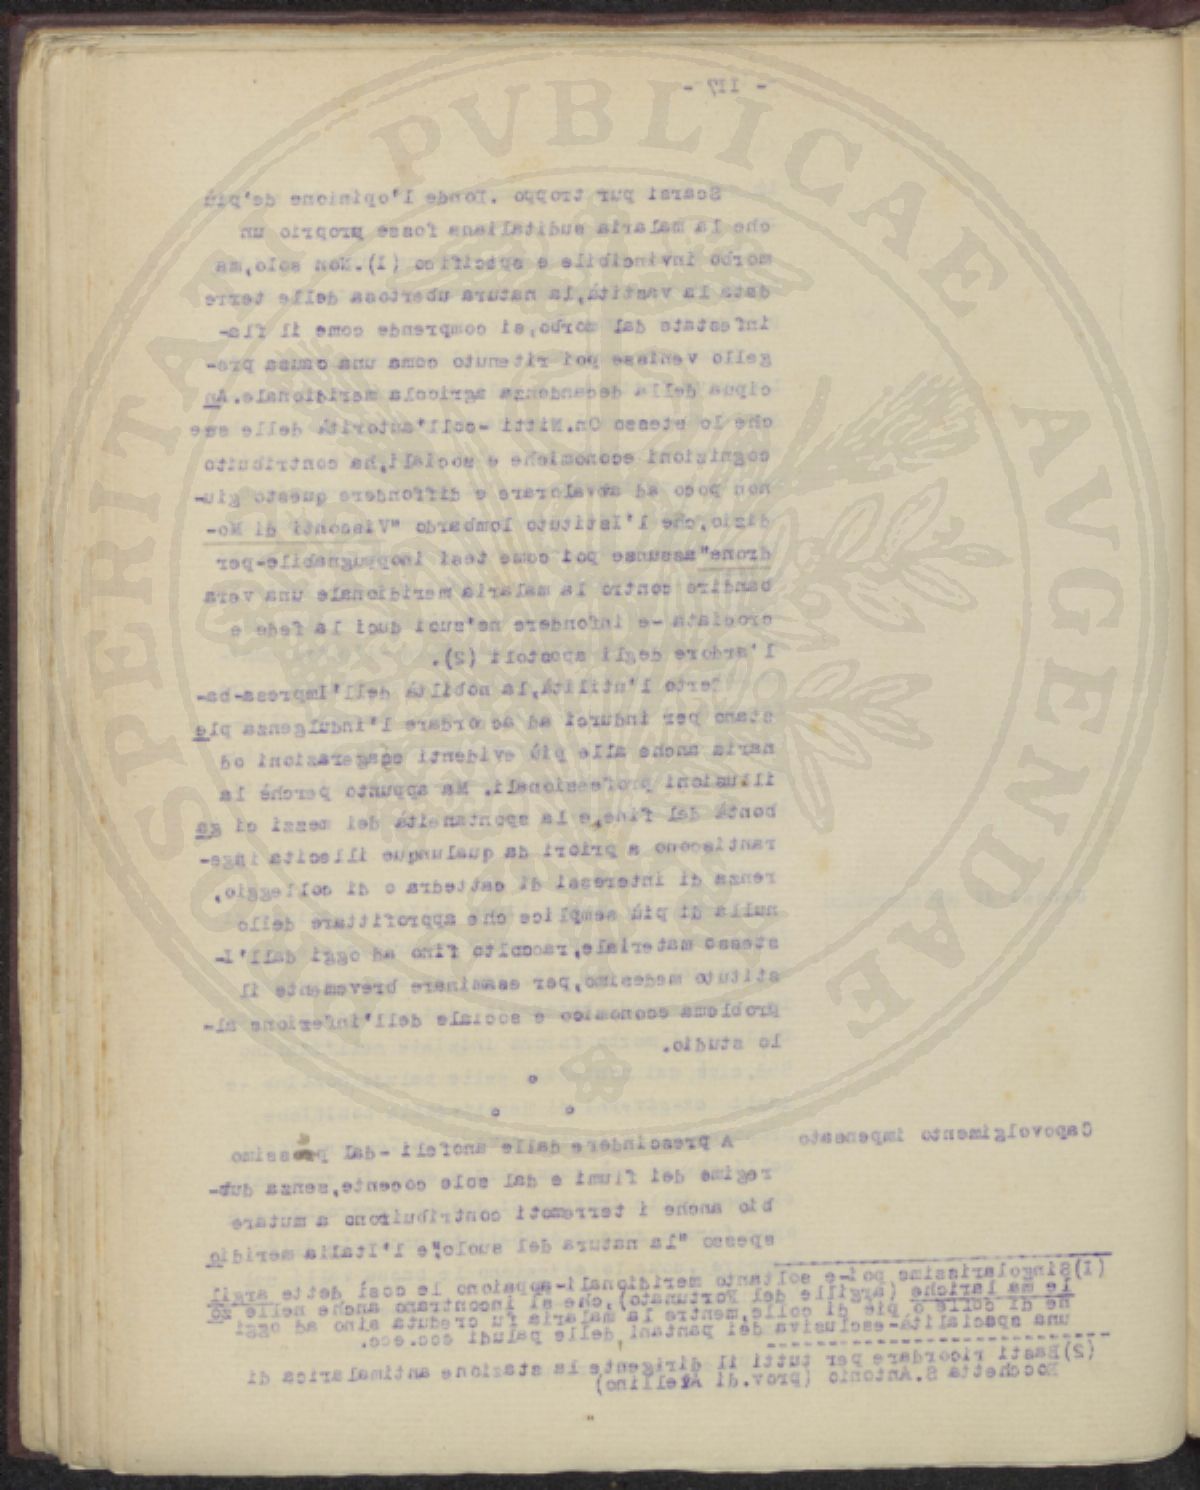 - 117 -
Scarsi pur troppo . Donde l'opinione de'più
che la malaria suditaliana fosse proprio un
morbo invincibile e specifico (I). Non solo, ma
data la vastità, la natura ubertosa delle terre
infestate dal morbo, si comprende come il fla-
gello venisse poi ritenuto come una causa pre-
cipua della decandenza agricola meridionale. An
che lo stesso On. Nitti -coll'autorità delle sue
cognizioni economiche e sociali, ha contribuito
non poco ad avvalorare e diffondere questo giu-
dizio, che l'Istituto lombardo "Visconti di Mo-
drone" assunse poi come tesi inoppugnabile-per
bandire contro la malaria meridionale una vera
crociata -e infondere ne'suoi duci la fede e
l'ardore degli apostoli (2).
Certo l'utilità, la nobiltà dell'Impresa-ba-
stano per indurci ad accordare l'indulgenza ple
naria anche alle più evidenti esagerazioni od
illusioni professionali. Ma appunto perchè la
bontà del fine, e la spontaneità dei mezzi ci ga
rantiscono a priori da qualunque illecita inge-
renza di interessi di cattedra o di colleggio,
nulla di più semplice che approfittare dello
stesso materiale, raccolto fino ad oggi dall'I-
stituto medesimo, per esaminare brevemente il
problema economico e sociale dell'inferione al-
lo studio.
o
o o
Capovolgimento impensato
A prescindere dalle anofeli -dal pessimo
regime dei fiumi e dal sole cocente, senza dub-
bio anche i terremoti contribuirono a mutare
spesso "la natura del suolo", e l'Italia meridio
(I) Singolarissime poi-e soltanto meridionali-appaiono le così dette argil
le ma lariche (argille del Fortunato), che si incontrano anche nelle zo
ne di colle o piè di colle, mentre la malaria fu creduta sino ad oggi
una specialità-esclusiva dei pantani, delle paludi ecc. ecc.
(2) Basti ricordare per tutti il dirigente la stazione antimalarica di
Rocchetta S. Antonio (prov. di Avellino)
SPERITAT PVBLICAE AVGENDAE